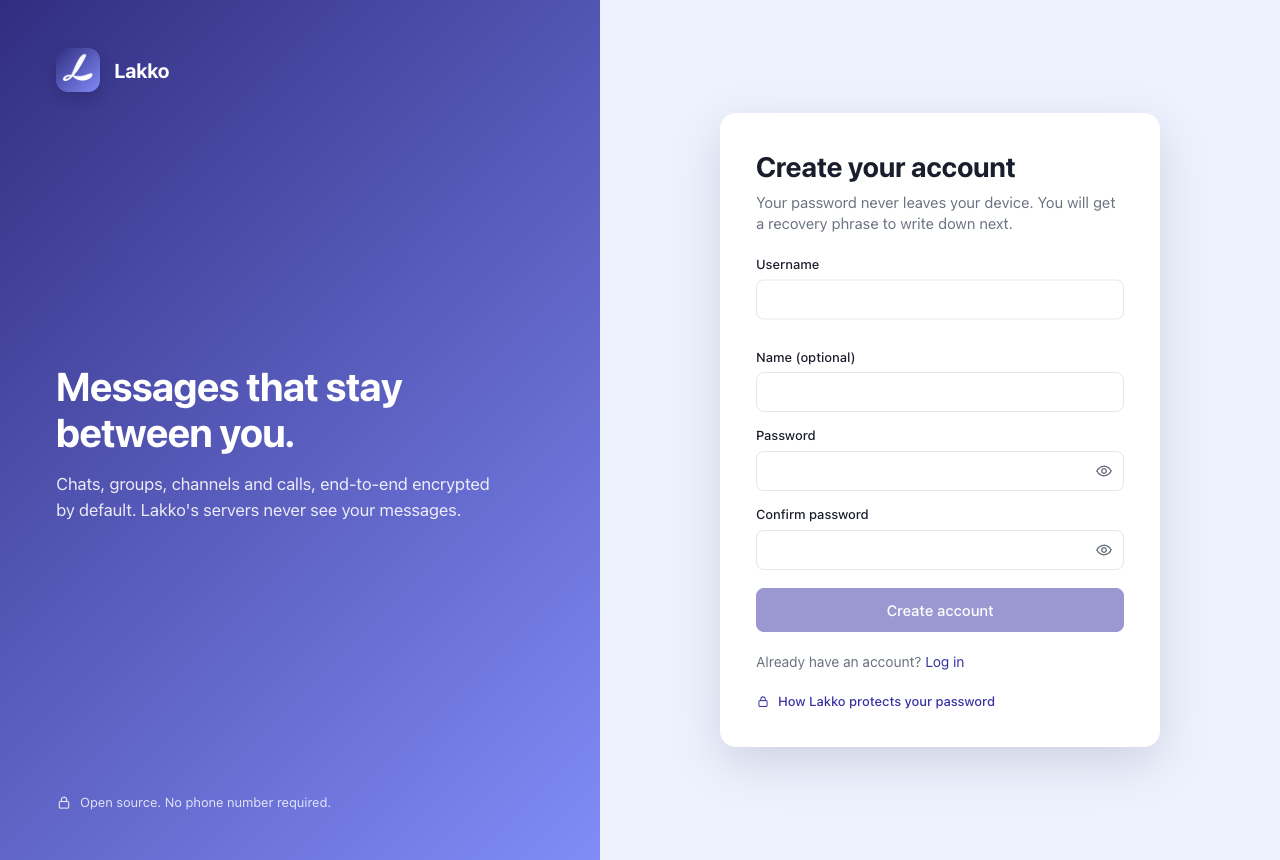 Lakko
Messages that stay
between you.
Chats, groups, channels and calls, end-to-end encrypted
by default. Lakko's servers never see your messages.
Open source. No phone number required.
Create your account
Your password never leaves your device. You will get
a recovery phrase to write down next.
Username
Name (optional)
Password
Confirm password
Create account
Already have an account? Log in
How Lakko protects your password